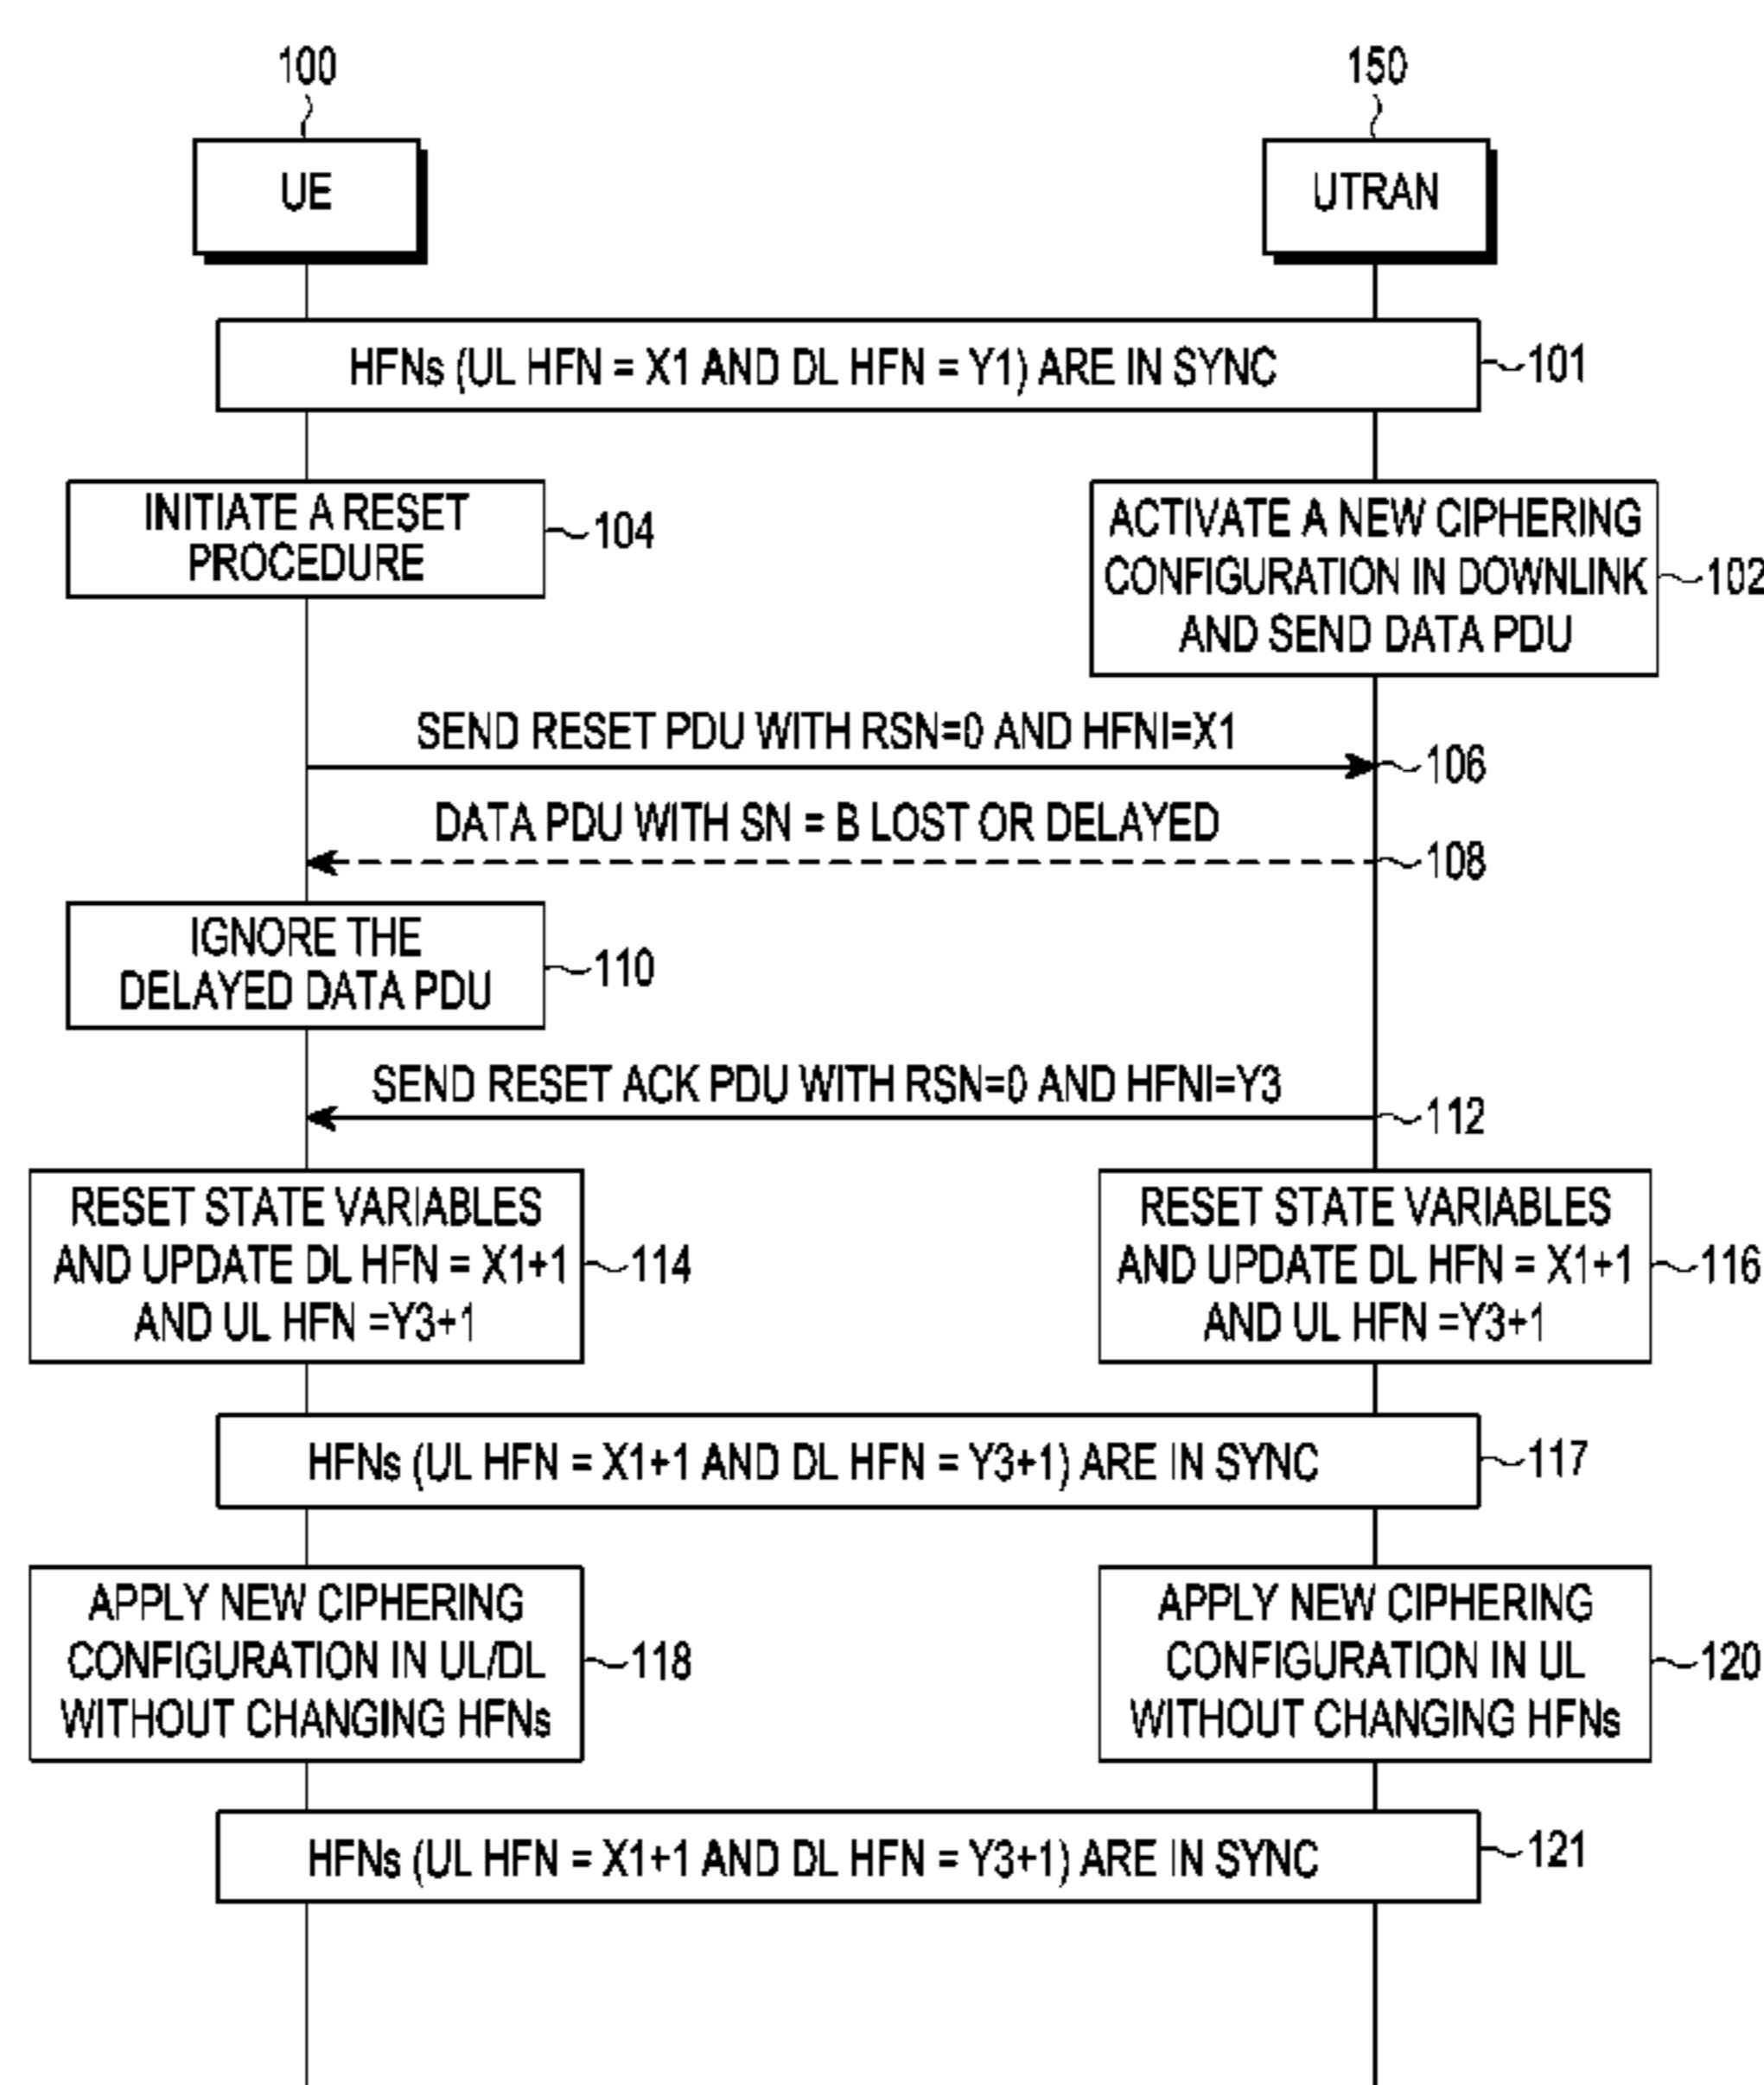 100
150
UE
UTRAN
HFNs (UL HFN = X1 AND DL HFN = Y1) ARE IN SYNC
101
INITIATE A RESET
PROCEDURE
104
ACTIVATE A NEW CIPHERING
CONFIGURATION IN DOWNLINK
AND SEND DATA PDU
102
SEND RESET PDU WITH RSN=0 AND HFNI=X1
106
DATA PDU WITH SN = B LOST OR DELAYED
108
IGNORE THE
DELAYED DATA PDU
110
SEND RESET ACK PDU WITH RSN=0 AND HFNI=Y3
112
RESET STATE VARIABLES
AND UPDATE DL HFN = X1+1
AND UL HFN =Y3+1
114
RESET STATE VARIABLES
AND UPDATE DL HFN = X1+1
AND UL HFN =Y3+1
116
HFNs (UL HFN = X1+1 AND DL HFN = Y3+1) ARE IN SYNC
117
APPLY NEW CIPHERING
CONFIGURATION IN UL/DL
WITHOUT CHANGING HFNs
118
APPLY NEW CIPHERING
CONFIGURATION IN UL
WITHOUT CHANGING HFNs
120
HFNs (UL HFN = X1+1 AND DL HFN = Y3+1) ARE IN SYNC
121